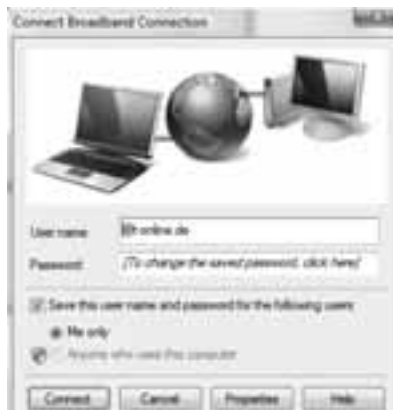 Connect Broadband Connection
User name:
@t-online.de
Password:
[To change the saved password, click here]
Save this user name and password for the following users:
Me only
Anyone who uses this computer
Connect
Cancel
Properties
Help